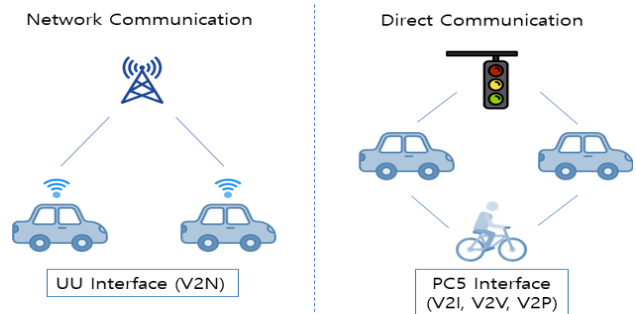 Network Communication
Direct Communication
UU Interface (V2N)
PC5 Interface
(V2I, V2V, V2P)